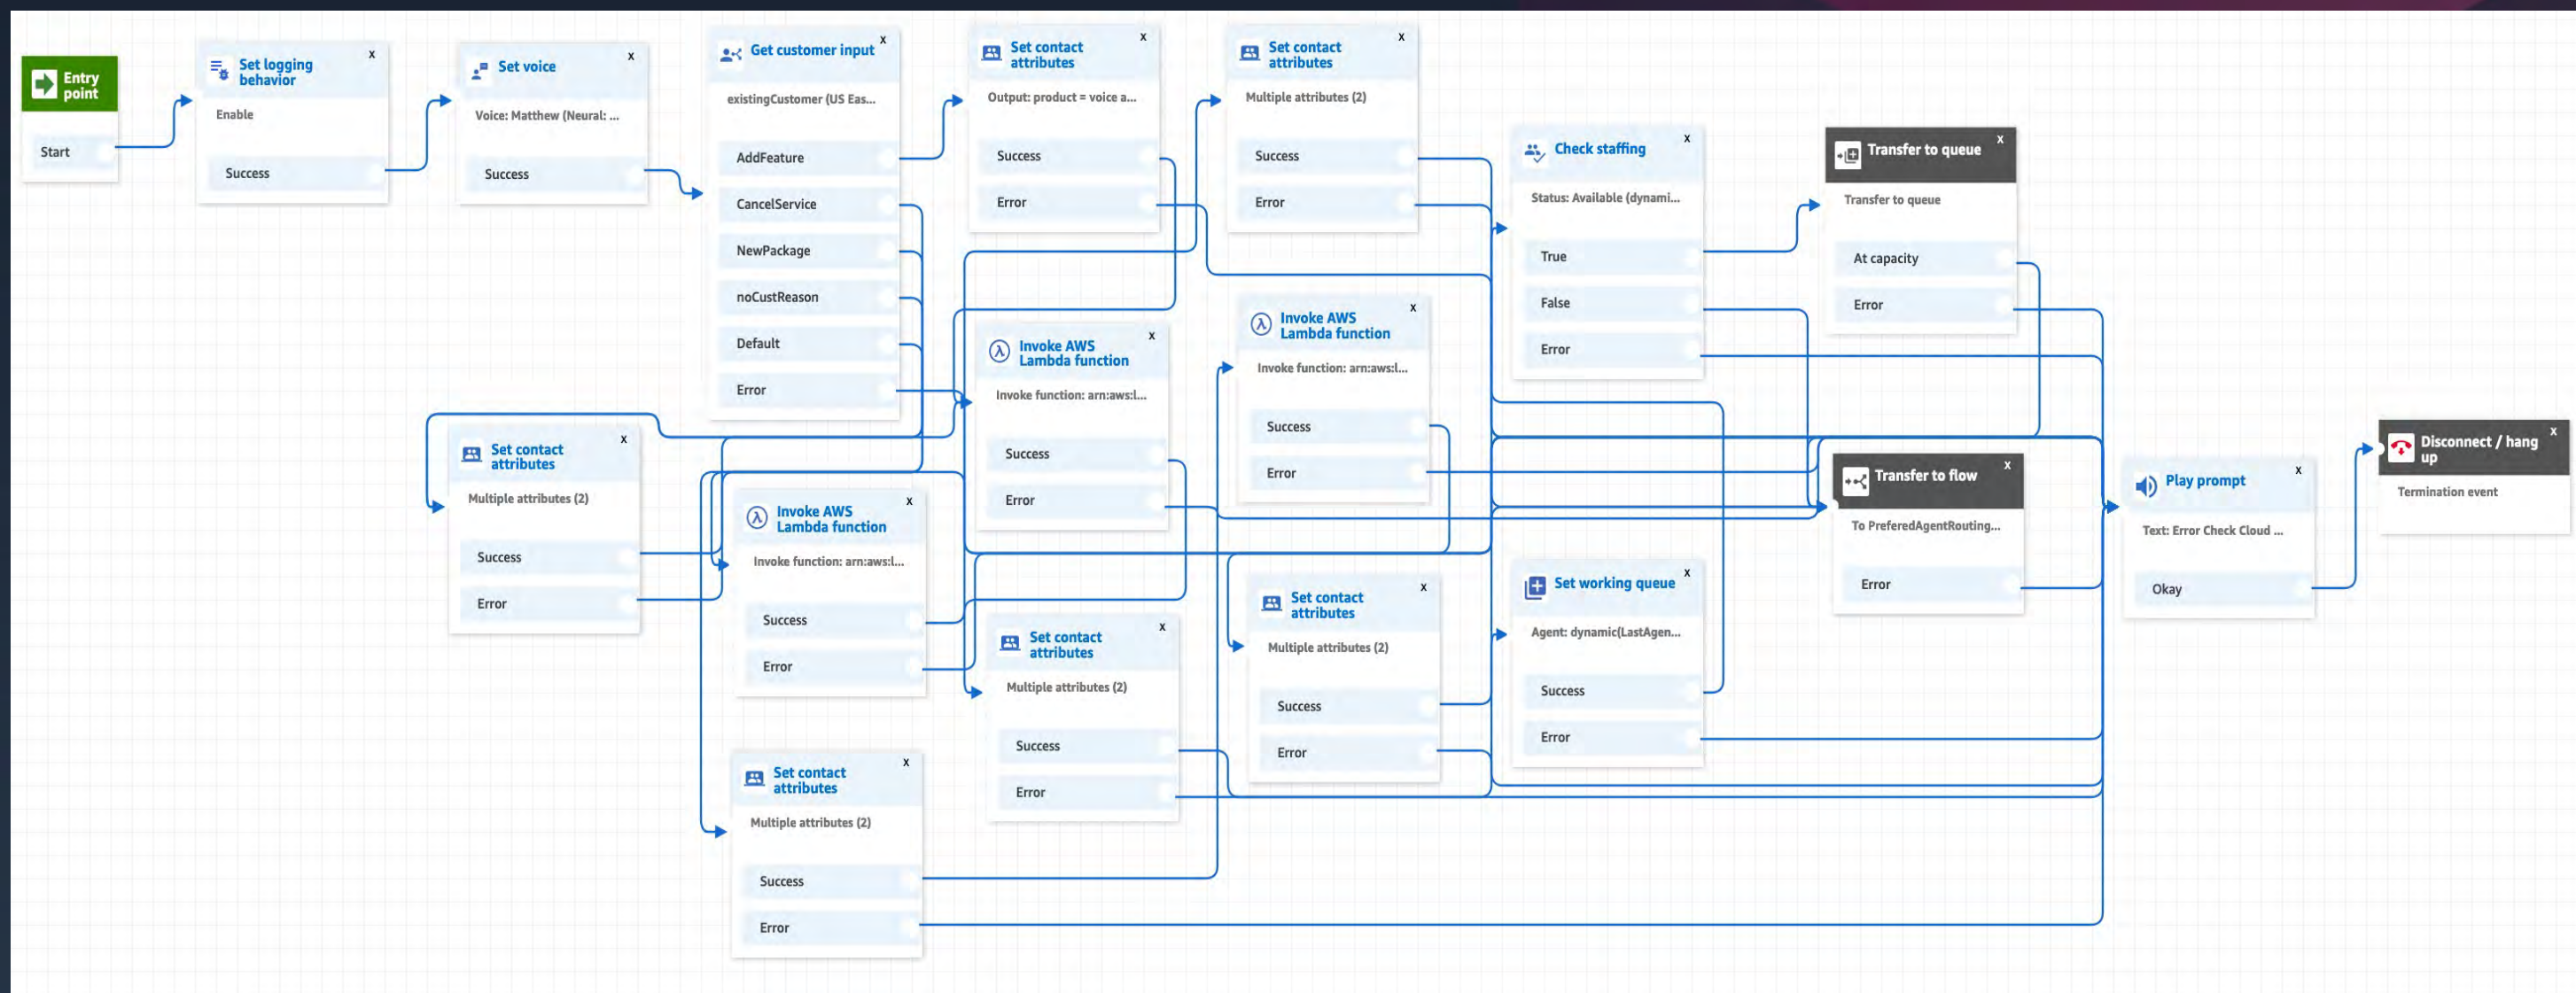 Entry
point
Start
x
Set logging
behavior
Enable
Success
x
Set voice
Voice: Matthew (Neural: ...
Success
x
Get customer input
existingCustomer (US Eas...
AddFeature
CancelService
NewPackage
noCustReason
Default
Error
x
Set contact
attributes
Output: product = voice a...
Success
Error
x
Set contact
attributes
Multiple attributes (2)
Success
Error
x
Check staffing
Status: Available (dynami...
True
False
Error
x
Transfer to queue
Transfer to queue
At capacity
Error
x
Invoke AWS
Lambda function
Invoke function: arn:aws:l...
Success
Error
x
Invoke AWS
Lambda function
Invoke function: arn:aws:l...
Success
Error
x
Set contact
attributes
Multiple attributes (2)
Success
Error
x
Invoke AWS
Lambda function
Invoke function: arn:aws:l...
Success
Error
x
Transfer to flow
To PreferedAgentRouting...
Error
x
Play prompt
Text: Error Check Cloud ...
Okay
x
Disconnect / hang
up
Termination event
x
Set contact
attributes
Multiple attributes (2)
Success
Error
x
Set contact
attributes
Multiple attributes (2)
Success
Error
x
Set working queue
Agent: dynamic(LastAgen...
Success
Error
x
Set contact
attributes
Multiple attributes (2)
Success
Error